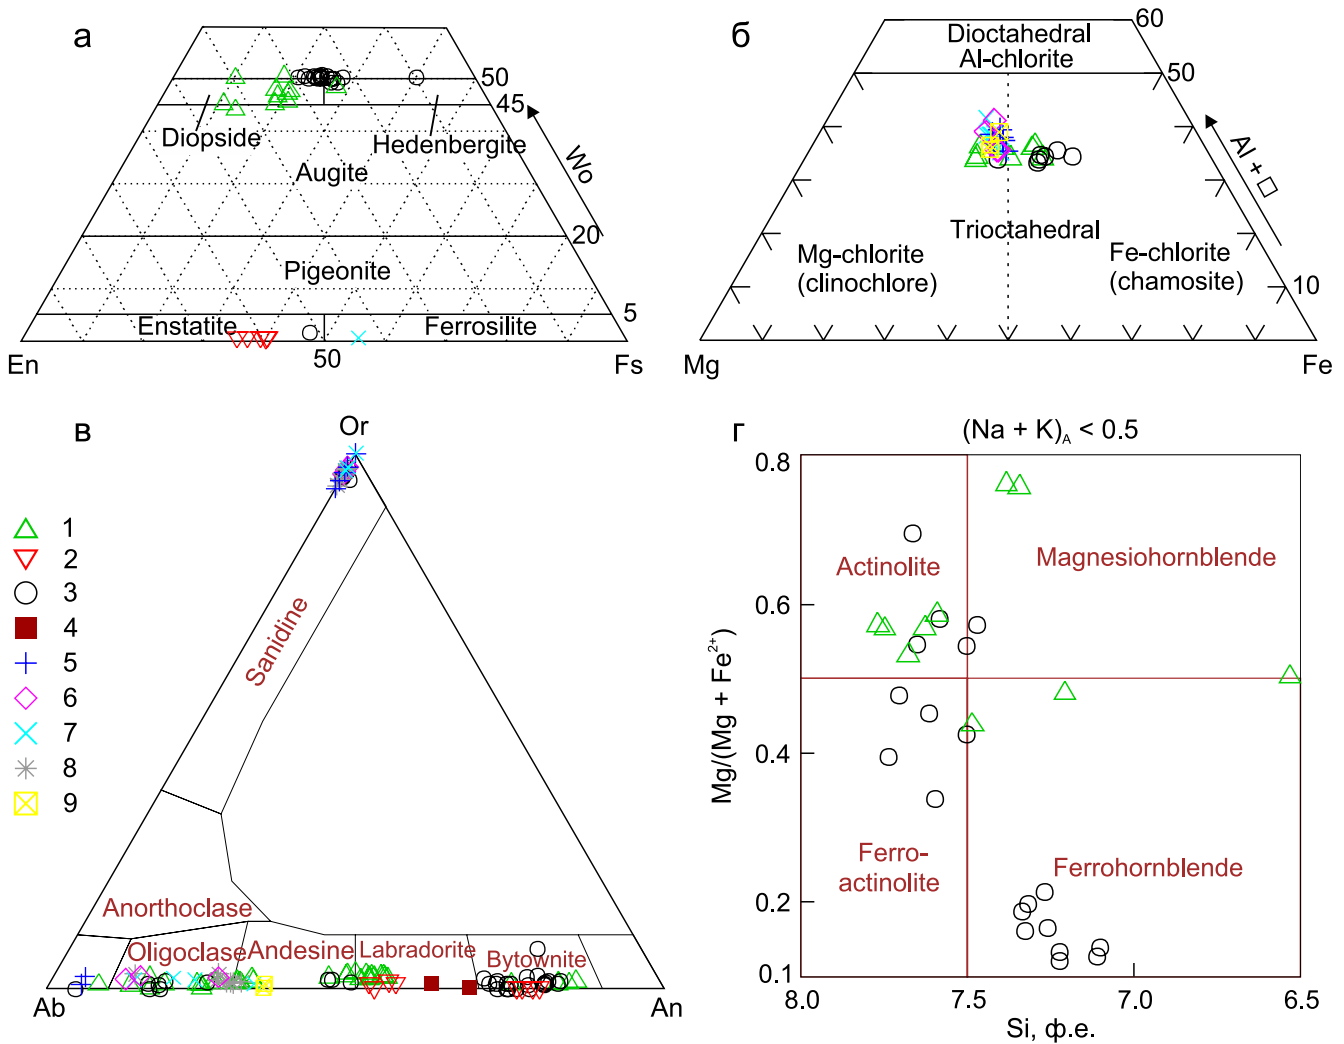 а
50
45
Diopside
Hedenbergite
Augite
Wo
20
Pigeonite
5
Enstatite
Ferrosilite
En
50
Fs
б
60
Dioctahedral
Al-chlorite
50
Al + □
Trioctahedral
Mg-chlorite
(clinochlore)
Fe-chlorite
(chamosite)
10
Mg
Fe
в
Or
1
2
3
4
5
6
7
8
9
Sanidine
Anorthoclase
Oligoclase
Andesine
Labradorite
Bytownite
Ab
An
г
(Na + K)A < 0.5
0.8
Actinolite
Magnesiohornblende
0.6
Mg/(Mg + Fe²⁺)
0.4
Ferro-
actinolite
Ferrohornblende
0.2
0.1
8.0
7.5
7.0
6.5
Si, ф.е.